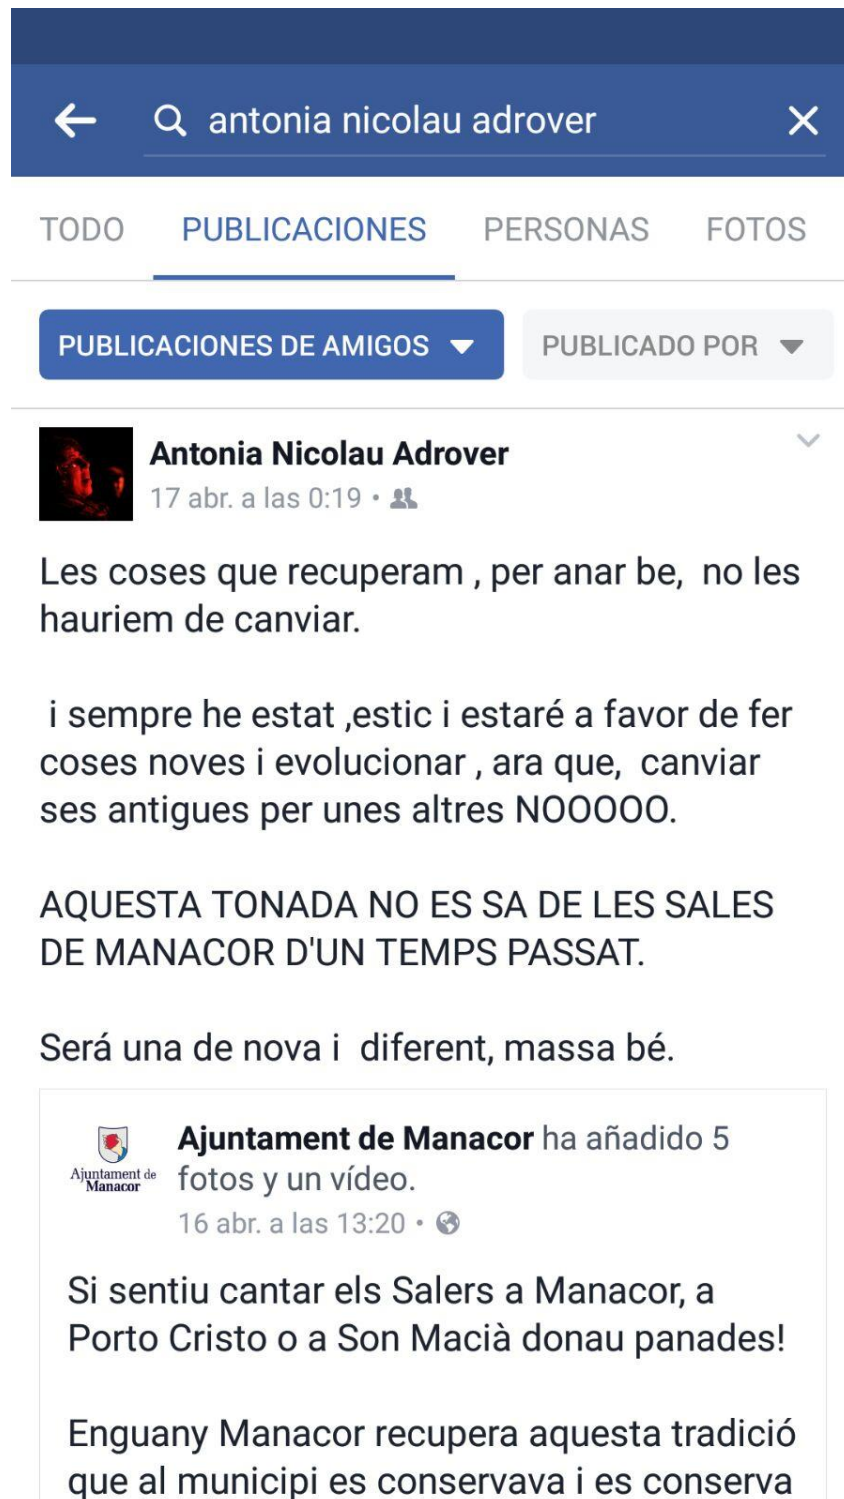 antonia nicolau adrover
TODO PUBLICACIONES PERSONAS FOTOS
PUBLICACIONES DE AMIGOS PUBLICADO POR
Antonia Nicolau Adrover
17 abr. a las 0:19 •
Les coses que recuperam , per anar be,  no les
hauriem de canviar.
i sempre he estat ,estic i estaré a favor de fer
coses noves i evolucionar , ara que,  canviar
ses antigues per unes altres NOOOOO.
AQUESTA TONADA NO ES SA DE LES SALES
DE MANACOR D'UN TEMPS PASSAT.
Será una de nova i  diferent, massa bé.
Ajuntament de
Manacor
Ajuntament de Manacor ha añadido 5
fotos y un vídeo.
16 abr. a las 13:20 •
Si sentiu cantar els Salers a Manacor, a
Porto Cristo o a Son Macià donau panades!
Enguany Manacor recupera aquesta tradició
que al municipi es conservava i es conserva